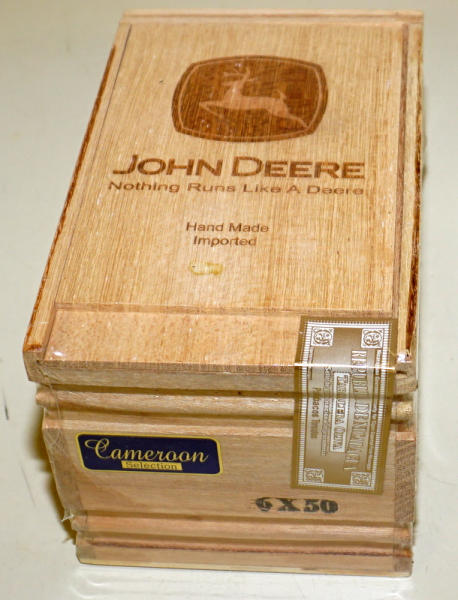 JOHN DEERE
Nothing Runs Like A Deere
Hand Made
Imported
Cameroon
Selection
6 X 50